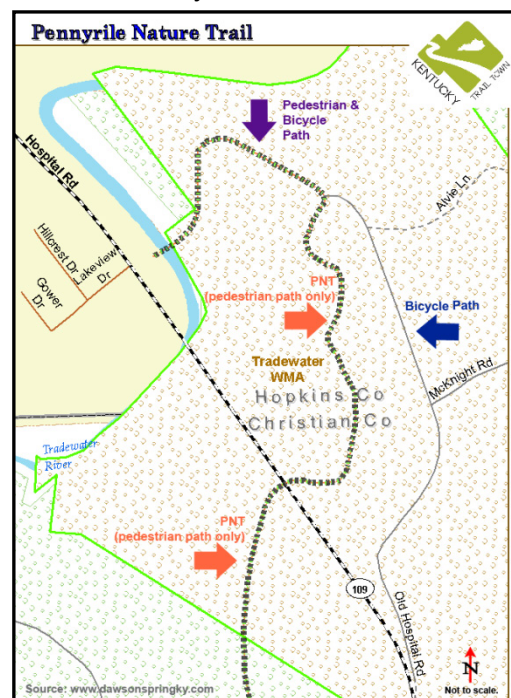 Pennyrile Nature Trail
KENTUCKY
TRAIL TOWN
Pedestrian &
Bicycle
Path
Hospital Rd
Alvie Ln
Hillcrest Dr
Lakeview
Dr
Gower
Dr
PNT
(pedestrian path only)
Bicycle Path
Tradewater
WMA
McKnight Rd
Hopkins Co
Christian Co
Tradewater
River
PNT
(pedestrian path only)
109
Old Hospital Rd
N
Not to scale.
Source: www.dawsonspringky.com